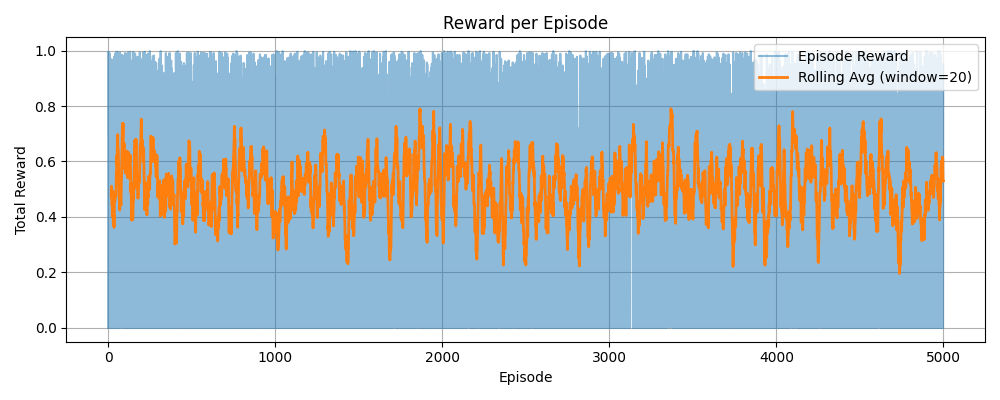 Reward per Episode
Total Reward
1.0
0.8
0.6
0.4
0.2
0.0
Episode Reward
Rolling Avg (window=20)
0
1000
2000
3000
4000
5000
Episode